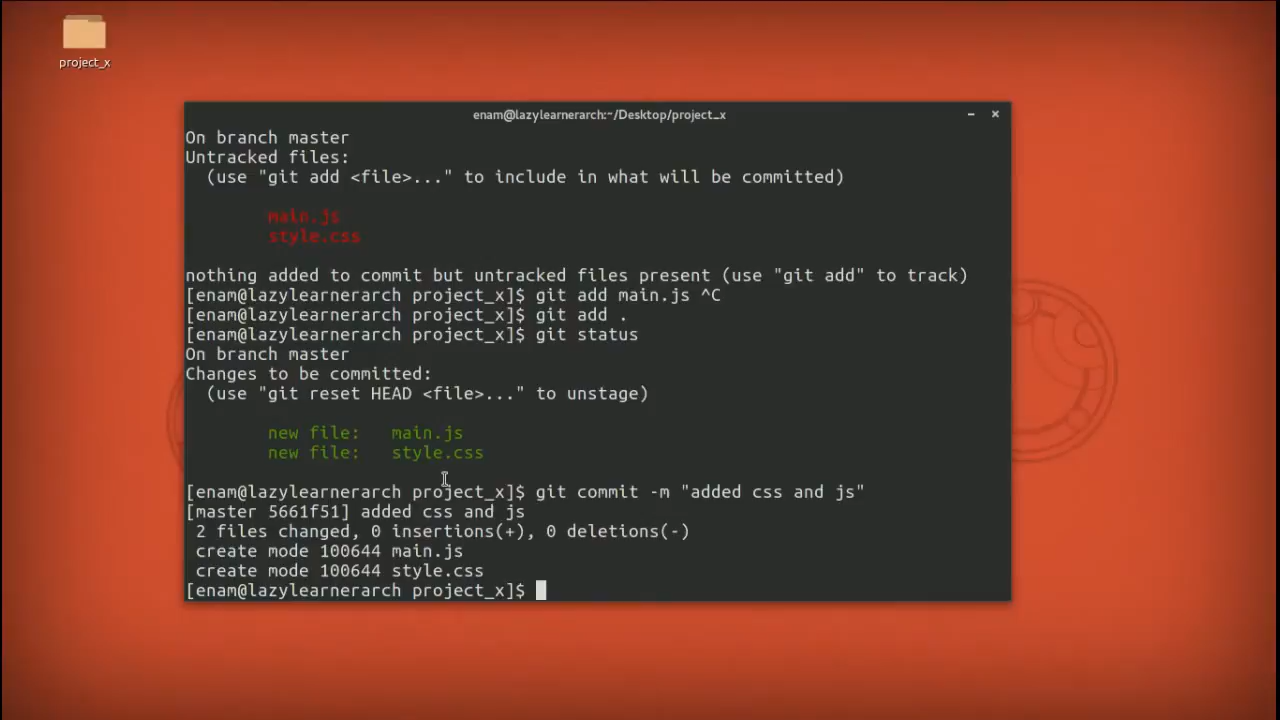 project_x
enam@lazylearnerarch:~/Desktop/project_x
On branch master
Untracked files:
  (use "git add <file>..." to include in what will be committed)
        main.js
        style.css
nothing added to commit but untracked files present (use "git add" to track)
[enam@lazylearnerarch project_x]$ git add main.js ^C
[enam@lazylearnerarch project_x]$ git add .
[enam@lazylearnerarch project_x]$ git status
On branch master
Changes to be committed:
  (use "git reset HEAD <file>..." to unstage)
        new file:   main.js
        new file:   style.css
[enam@lazylearnerarch project_x]$ git commit -m "added css and js"
[master 5661f51] added css and js
 2 files changed, 0 insertions(+), 0 deletions(-)
 create mode 100644 main.js
 create mode 100644 style.css
[enam@lazylearnerarch project_x]$